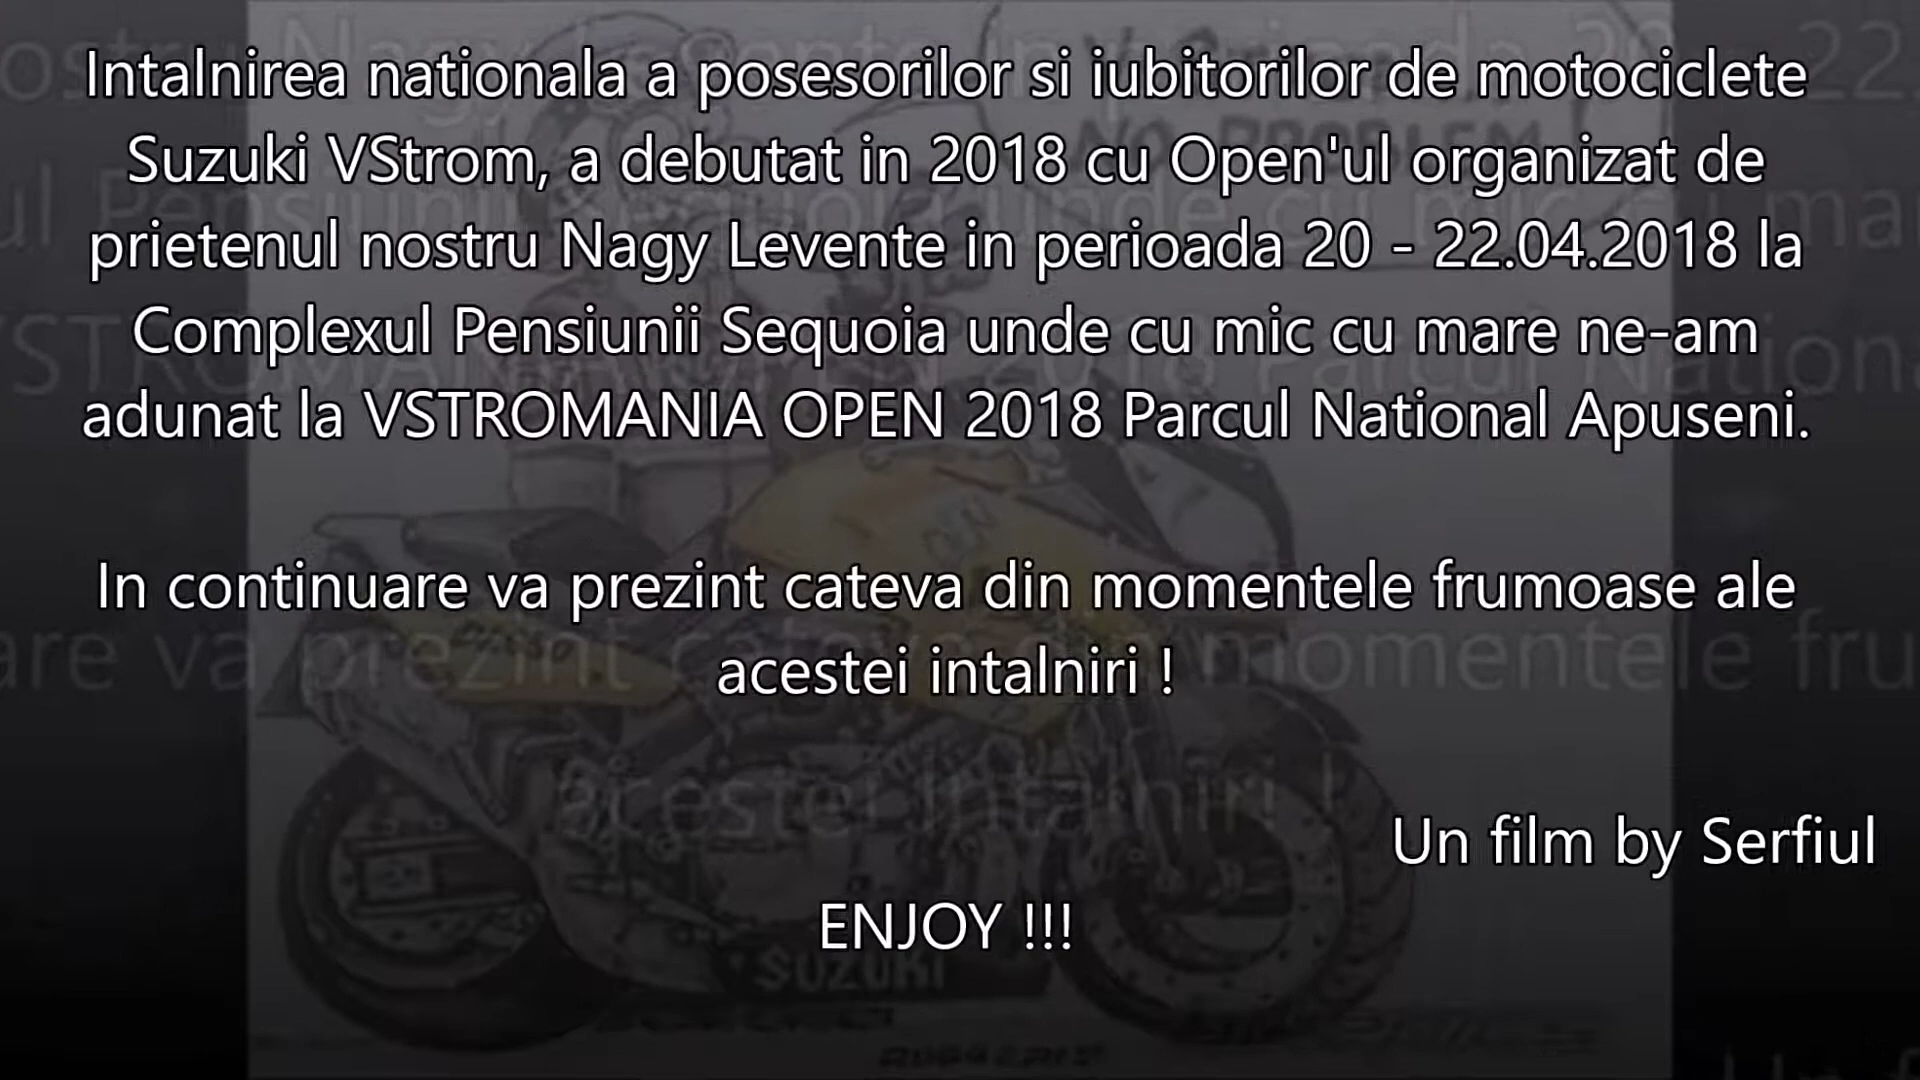 Intalnirea nationala a posesorilor si iubitorilor de motociclete
Suzuki VStrom, a debutat in 2018 cu Open'ul organizat de
prietenul nostru Nagy Levente in perioada 20 - 22.04.2018 la
Complexul Pensiunii Sequoia unde cu mic cu mare ne-am
adunat la VSTROMANIA OPEN 2018 Parcul National Apuseni.
In continuare va prezint cateva din momentele frumoase ale
acestei intalniri !
Un film by Serfiul
ENJOY !!!
NO PROBLEM !
SUZUKI